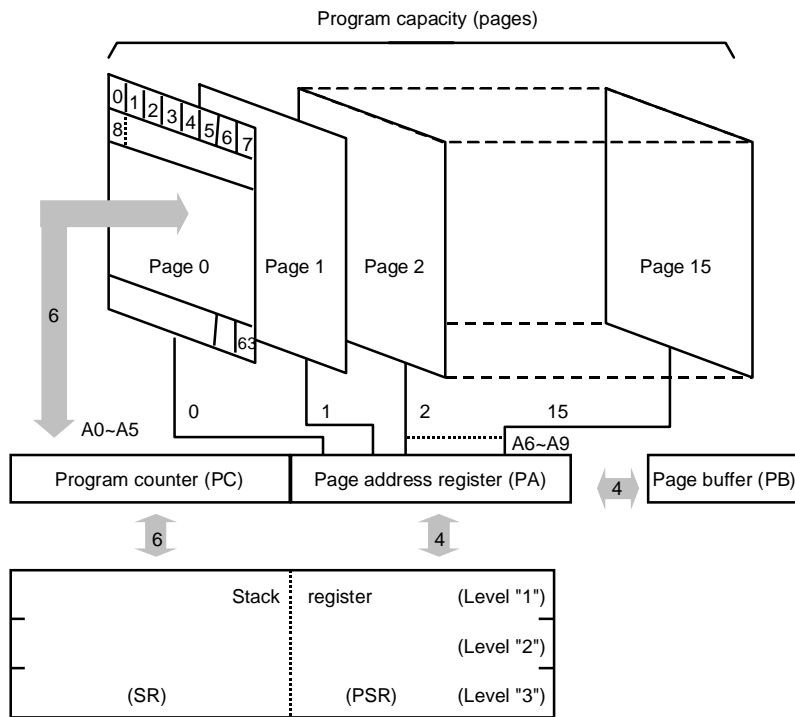 Program capacity (pages)
0 1 2 3 4 5 6 7
8
Page 0
Page 1
Page 2
Page 15
6
63
0
1
2
15
A0~A5
A6~A9
Program counter (PC)
Page address register (PA)
4
Page buffer (PB)
6
4
Stack register (Level "1")
(Level "2")
(SR) (PSR) (Level "3")